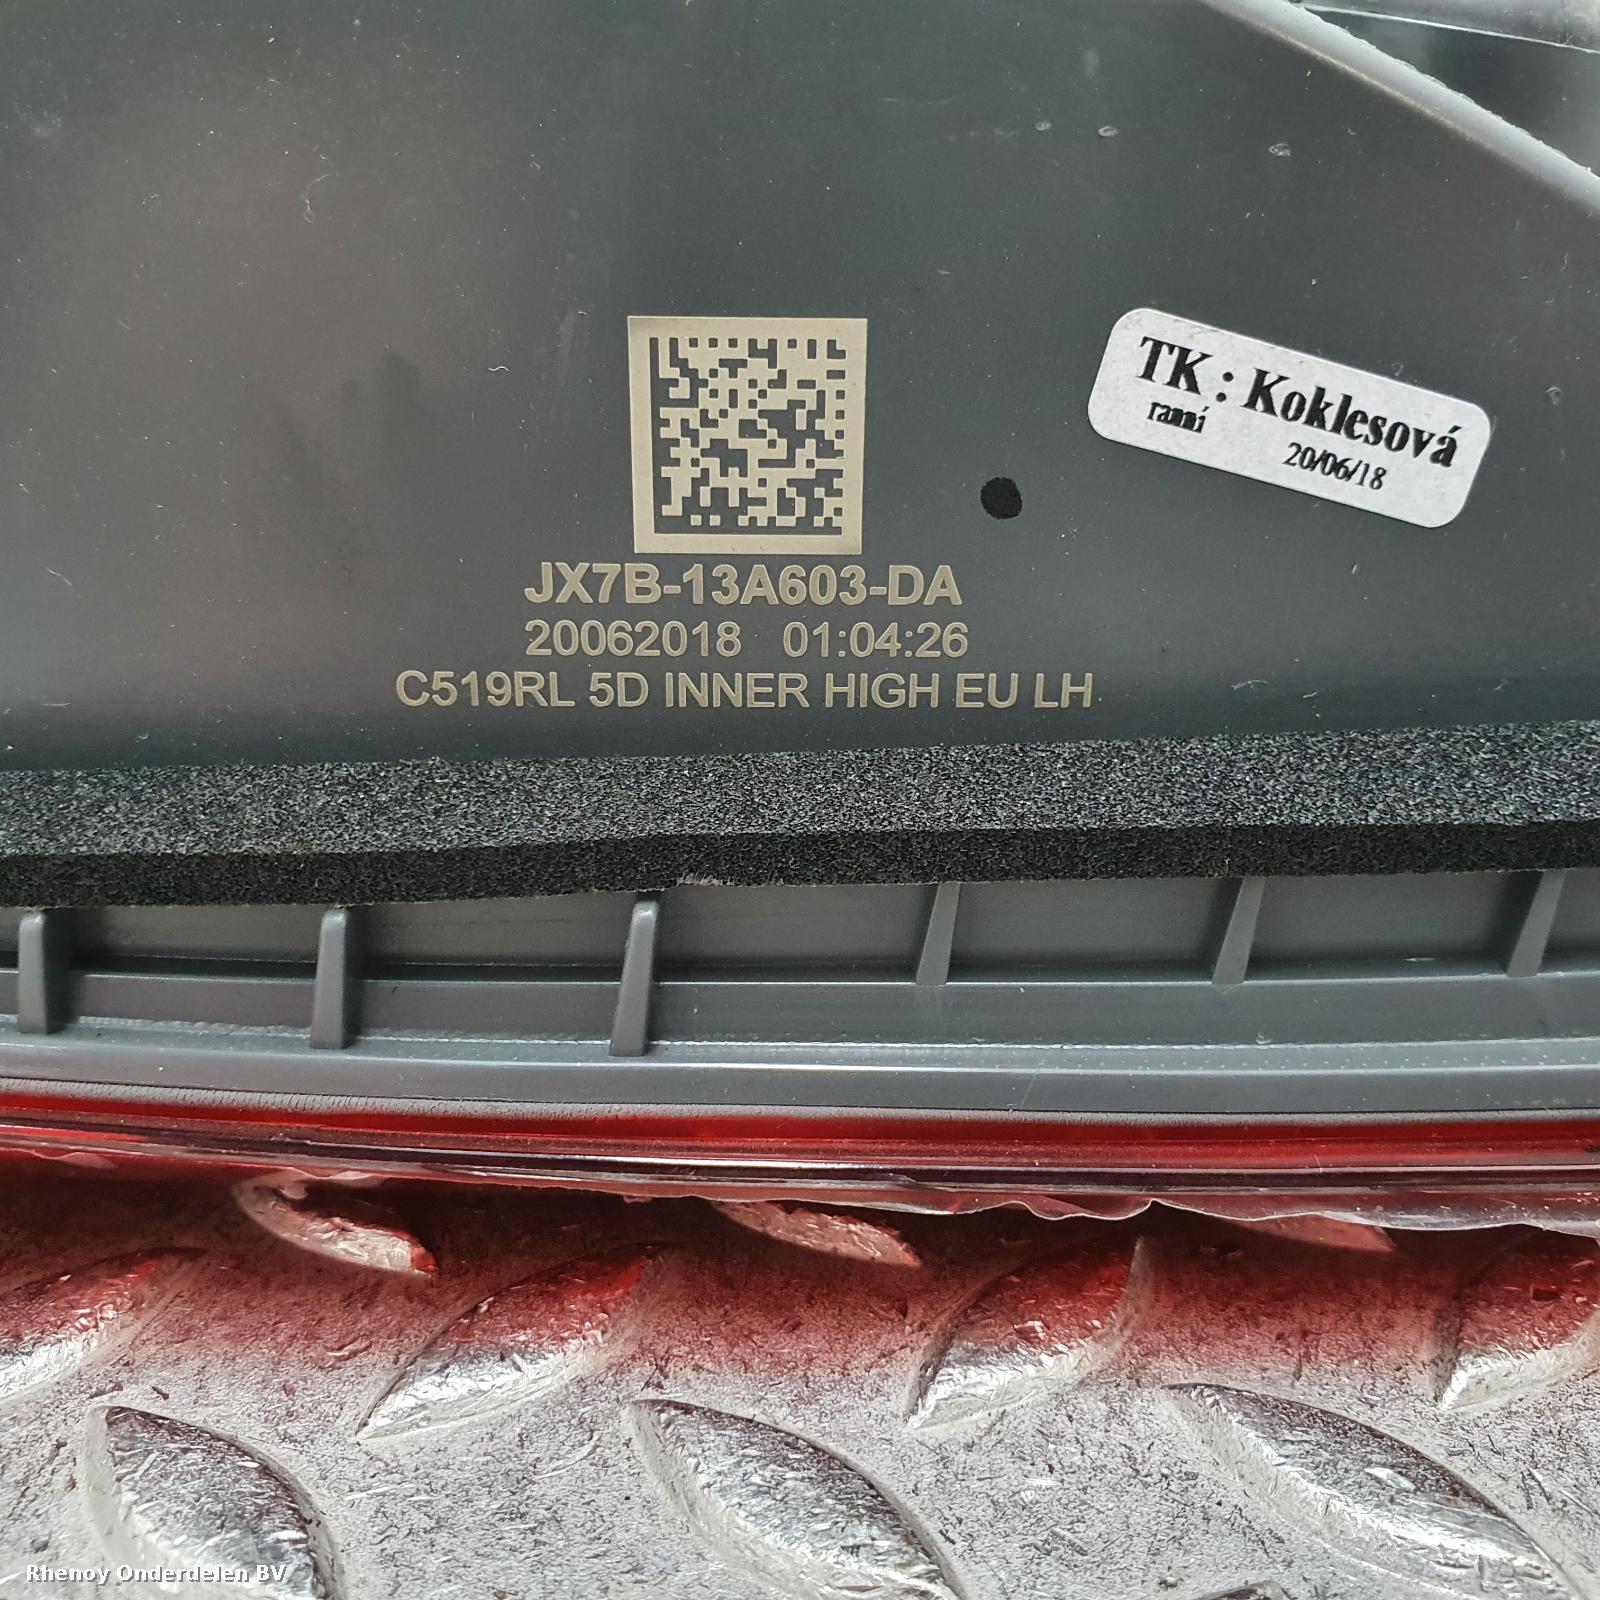 TK : Koklesová
ranní
20/06/18
JX7B-13A603-DA
20062018 01:04:26
C519RL 5D INNER HIGH EU LH
Rhenoy Onderdelen BV